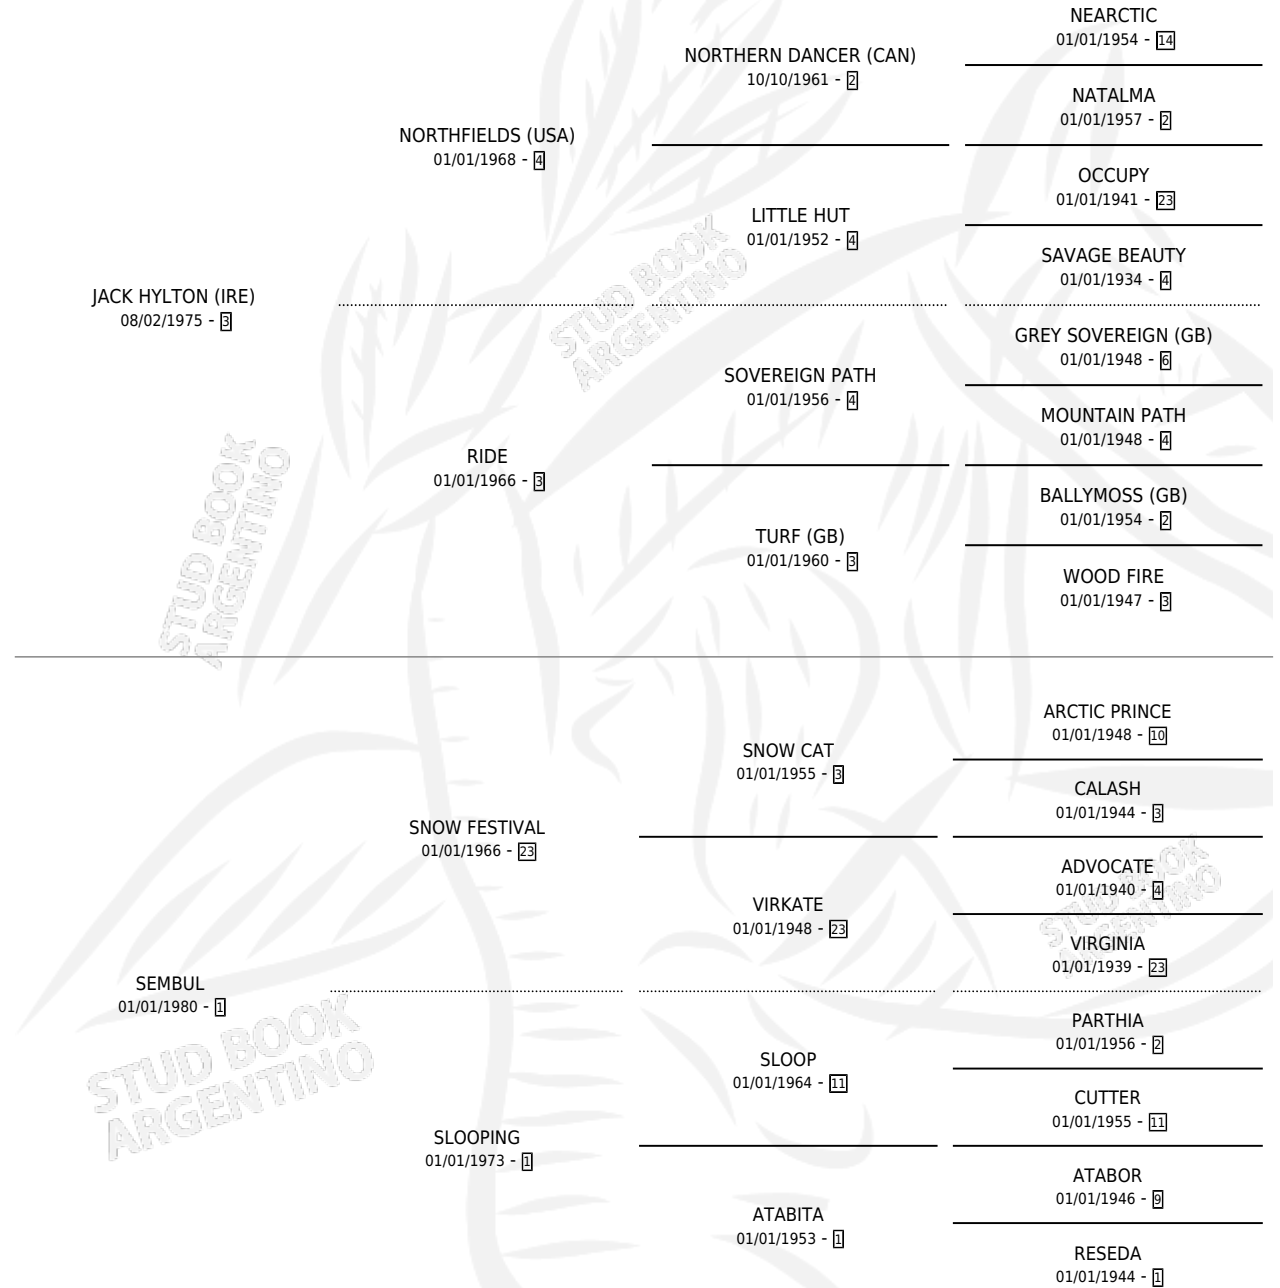 NEARCTIC
01/01/1954 - 14
NORTHERN DANCER (CAN)
10/10/1961 - 2
NATALMA
01/01/1957 - 2
NORTHFIELDS (USA)
01/01/1968 - 4
OCCUPY
01/01/1941 - 23
LITTLE HUT
01/01/1952 - 4
SAVAGE BEAUTY
01/01/1934 - 4
JACK HYLTON (IRE)
08/02/1975 - 3
GREY SOVEREIGN (GB)
01/01/1948 - 6
SOVEREIGN PATH
01/01/1956 - 4
MOUNTAIN PATH
01/01/1948 - 4
RIDE
01/01/1966 - 3
BALLYMOSS (GB)
01/01/1954 - 2
TURF (GB)
01/01/1960 - 3
WOOD FIRE
01/01/1947 - 3
ARCTIC PRINCE
01/01/1948 - 10
SNOW CAT
01/01/1955 - 3
CALASH
01/01/1944 - 3
SNOW FESTIVAL
01/01/1966 - 23
ADVOCATE
01/01/1940 - 4
VIRKATE
01/01/1948 - 23
VIRGINIA
01/01/1939 - 23
SEMBUL
01/01/1980 - 1
PARTHIA
01/01/1956 - 2
SLOOP
01/01/1964 - 11
CUTTER
01/01/1955 - 11
SLOOPING
01/01/1973 - 1
ATABOR
01/01/1946 - 9
ATABITA
01/01/1953 - 1
RESEDA
01/01/1944 - 1
STUD BOOK
ARGENTINO
STUD BOOK
ARGENTINO
STUD BOOK
ARGENTINO
STUD BOOK
ARGENTINO